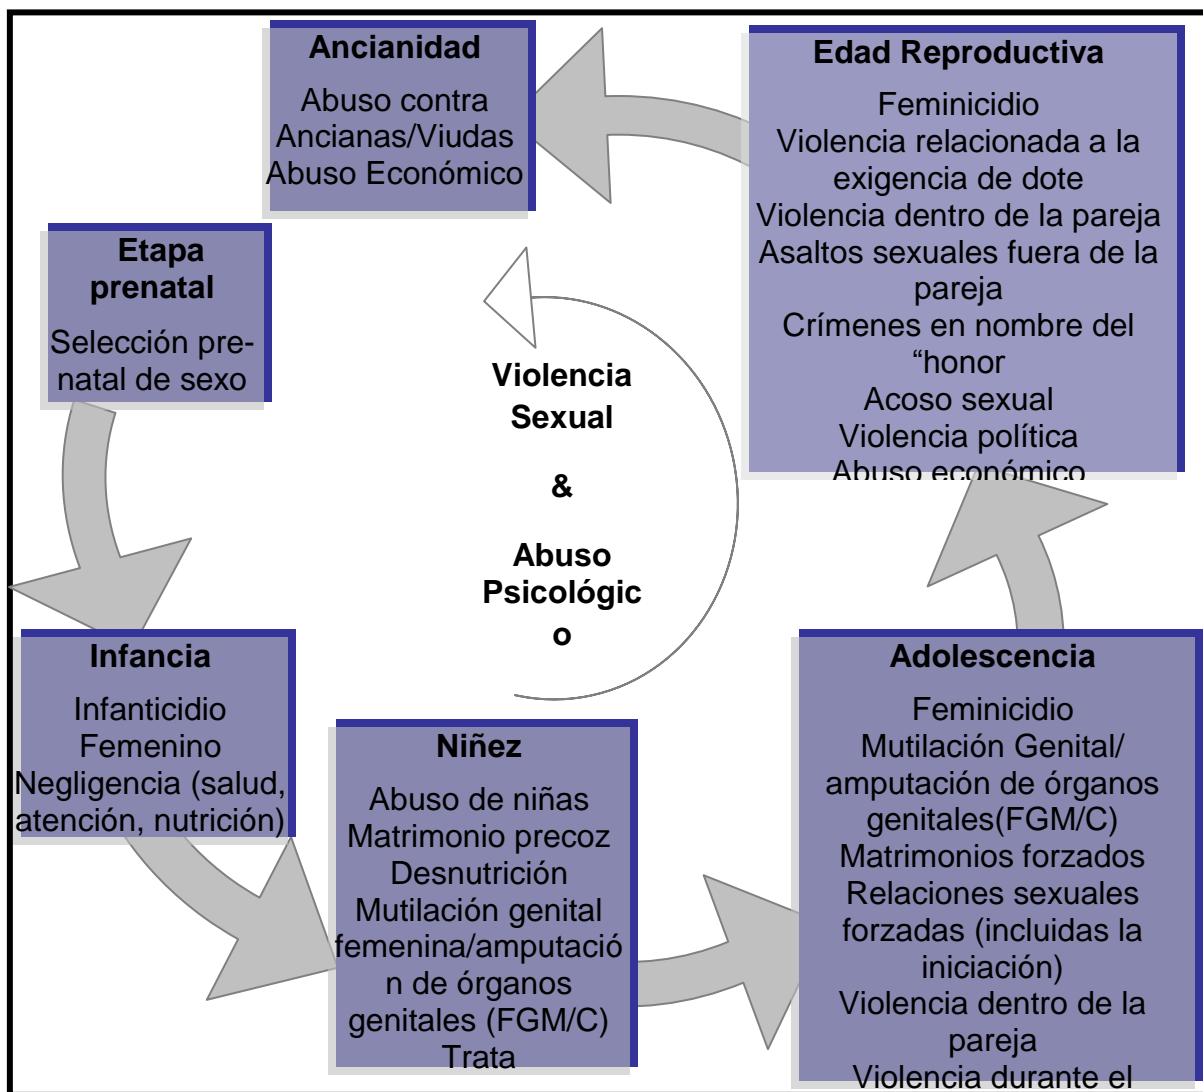 Ancianidad
Abuso contra
Ancianas/Viudas
Abuso Económico
Edad Reproductiva
Feminicidio
Violencia relacionada a la
exigencia de dote
Violencia dentro de la pareja
Asaltos sexuales fuera de la
pareja
Crímenes en nombre del
“honor
Acoso sexual
Violencia política
Abuso económico
Etapa
prenatal
Selección pre-
natal de sexo
Violencia
Sexual
&
Abuso
Psicológic
o
Infancia
Infanticidio
Femenino
Negligencia (salud,
atención, nutrición)
Niñez
Abuso de niñas
Matrimonio precoz
Desnutrición
Mutilación genital
femenina/amputació
n de órganos
genitales (FGM/C)
Trata
Adolescencia
Feminicidio
Mutilación Genital/
amputación de órganos
genitales(FGM/C)
Matrimonios forzados
Relaciones sexuales
forzadas (incluidas la
iniciación)
Violencia dentro de la
pareja
Violencia durante el